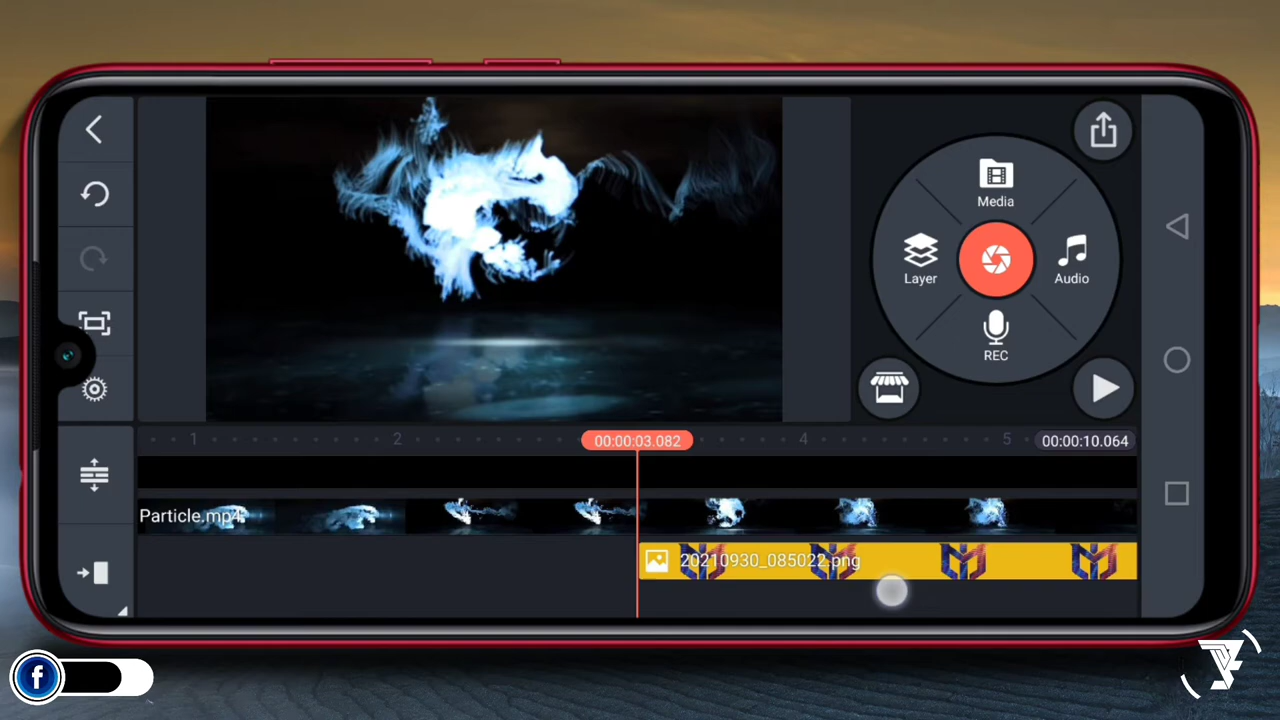 Media
Layer
Audio
REC
1
2
00:00:03.082
4
5
00:00:10.064
Particle.mp4
20210930_085022.png
f